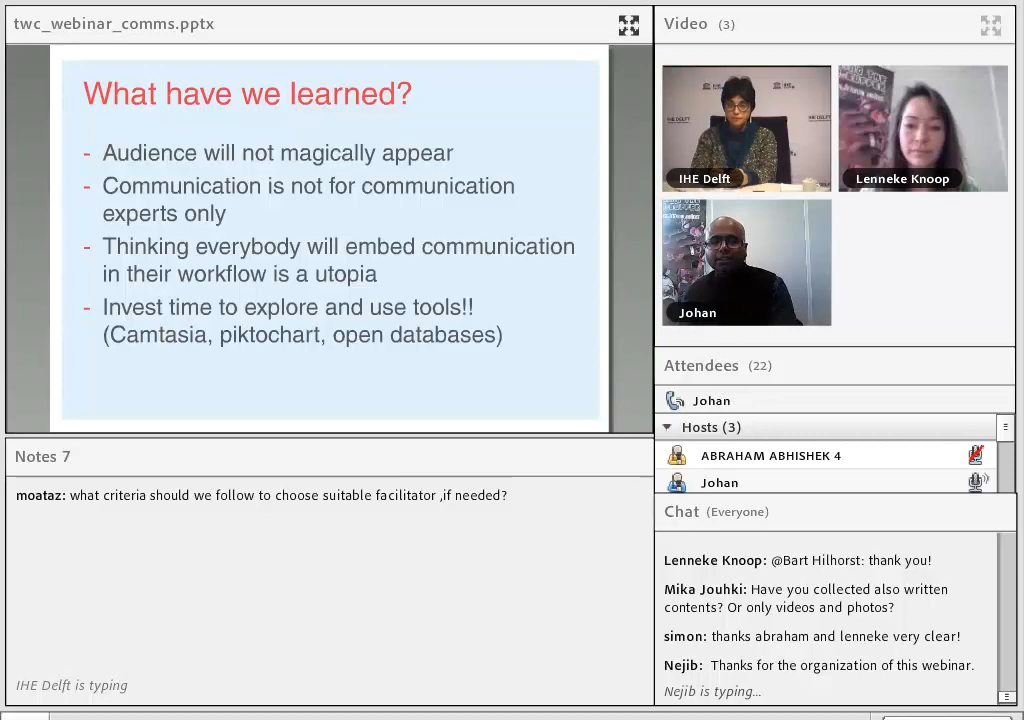 twc_webinar_comms.pptx
What have we learned?
- Audience will not magically appear
- Communication is not for communication
experts only
- Thinking everybody will embed communication
in their workflow is a utopia
- Invest time to explore and use tools!!
(Camtasia, piktochart, open databases)
Notes 7
moataz: what criteria should we follow to choose suitable facilitator ,if needed?
IHE Delft is typing
Video (3)
IHE DELFT
IHE Delft
Lenneke Knoop
Johan
Attendees (22)
Johan
Hosts (3)
ABRAHAM ABHISHEK 4
Johan
Chat (Everyone)
Lenneke Knoop: @Bart Hilhorst: thank you!
Mika Jouhki: Have you collected also written
contents? Or only videos and photos?
simon: thanks abraham and lenneke very clear!
Nejib: Thanks for the organization of this webinar.
Nejib is typing...